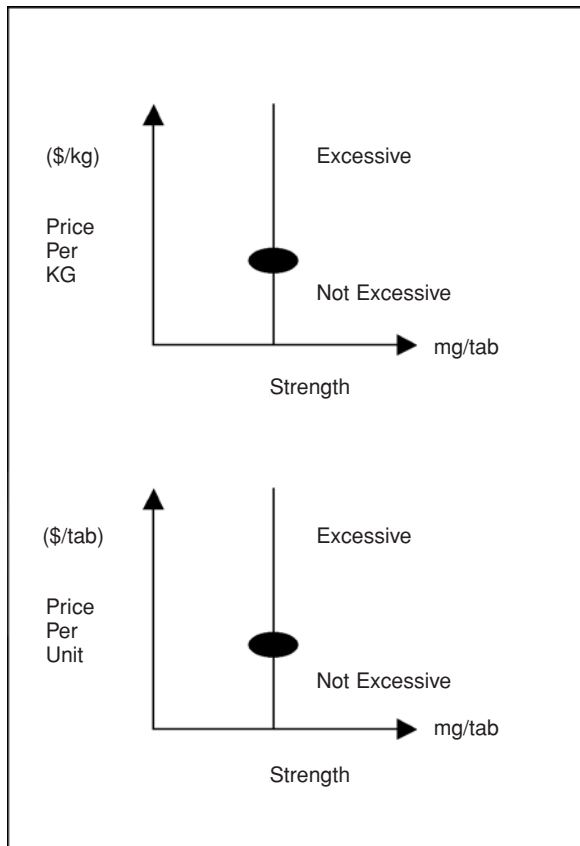 ($/kg)
Excessive
Price
Per
KG
Not Excessive
mg/tab
Strength
($/tab)
Excessive
Price
Per
Unit
Not Excessive
mg/tab
Strength